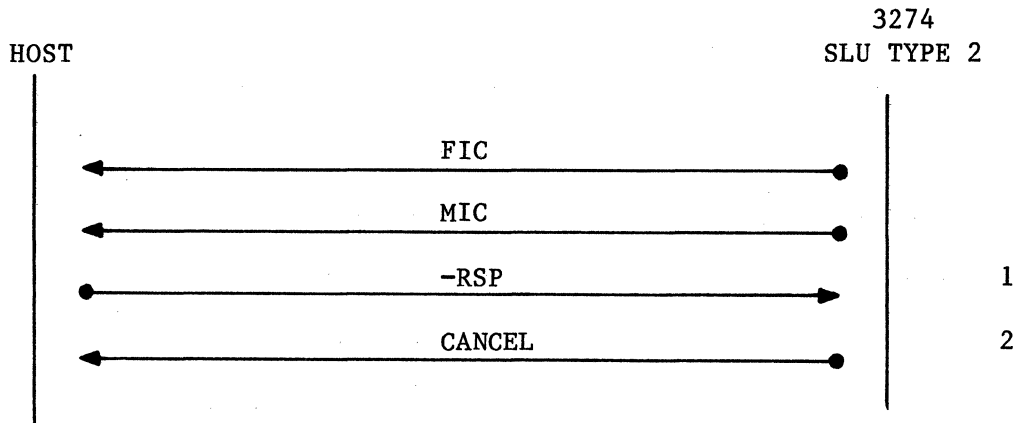 3274
HOST SLU TYPE 2
FIC
MIC
-RSP 1
CANCEL 2